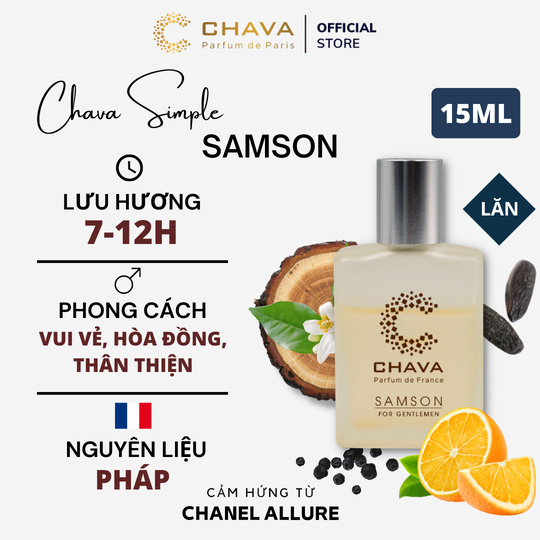 CHAVA
Parfum de Paris
OFFICIAL
STORE
Chava Simple
SAMSON
15ML
LĂN
LƯU HƯƠNG
7-12H
PHONG CÁCH
VUI VẺ, HÒA ĐỒNG,
THÂN THIỆN
NGUYÊN LIỆU
PHÁP
CHAVA
Parfum de France
SAMSON
FOR GENTLEMEN
CẢM HỨNG TỪ
CHANEL ALLURE